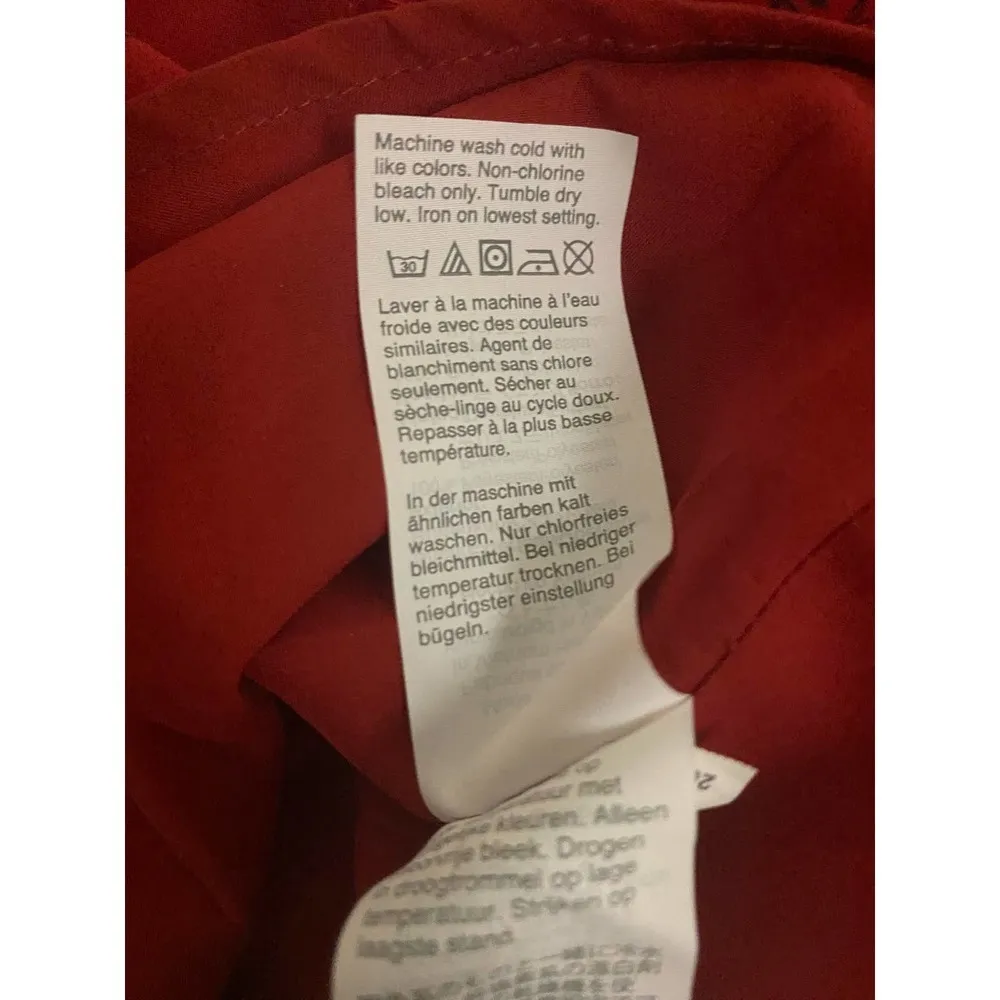 Machine wash cold with
like colors. Non-chlorine
bleach only. Tumble dry
low. Iron on lowest setting.
30
Laver à la machine à l'eau
froide avec des couleurs
similaires. Agent de
blanchiment sans chlore
seulement. Sécher au
sèche-linge au cycle doux.
Repasser à la plus basse
température.
In der maschine mit
ähnlichen farben kalt
waschen. Nur chlorfreies
bleichmittel. Bei niedriger
temperatur trocknen. Bei
niedrigster einstellung
bügeln.
met
kleuren. Alleen
bleek. Drogen
droogtrommel op lage
temperatuur. Strijken op
laagste stand